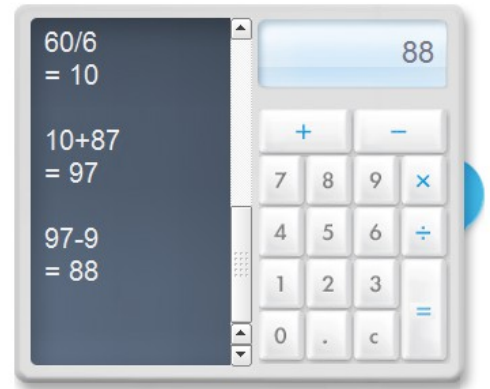 60/6
= 10
10+87
= 97
97-9
= 88
88
+ −
7 8 9 ×
4 5 6 ÷
1 2 3
0 . c =